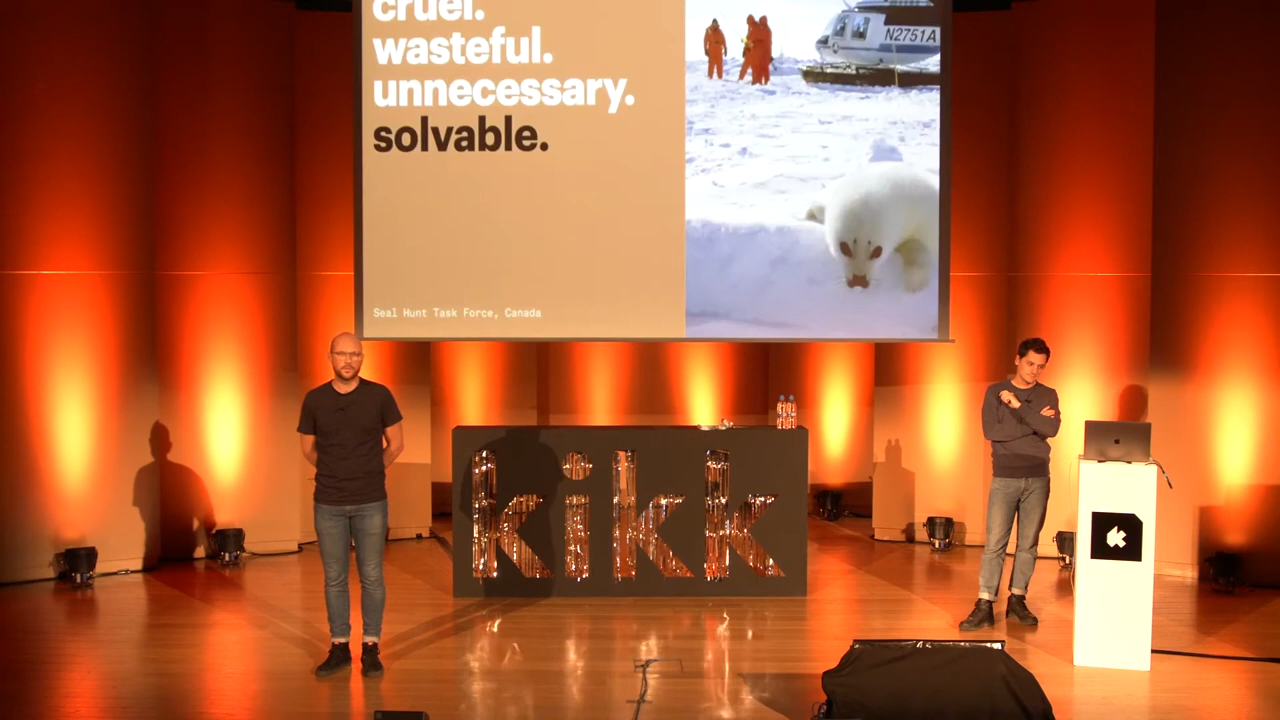 cruel.
wasteful.
unnecessary.
solvable.
Seal Hunt Task Force, Canada
N2751A
kikk